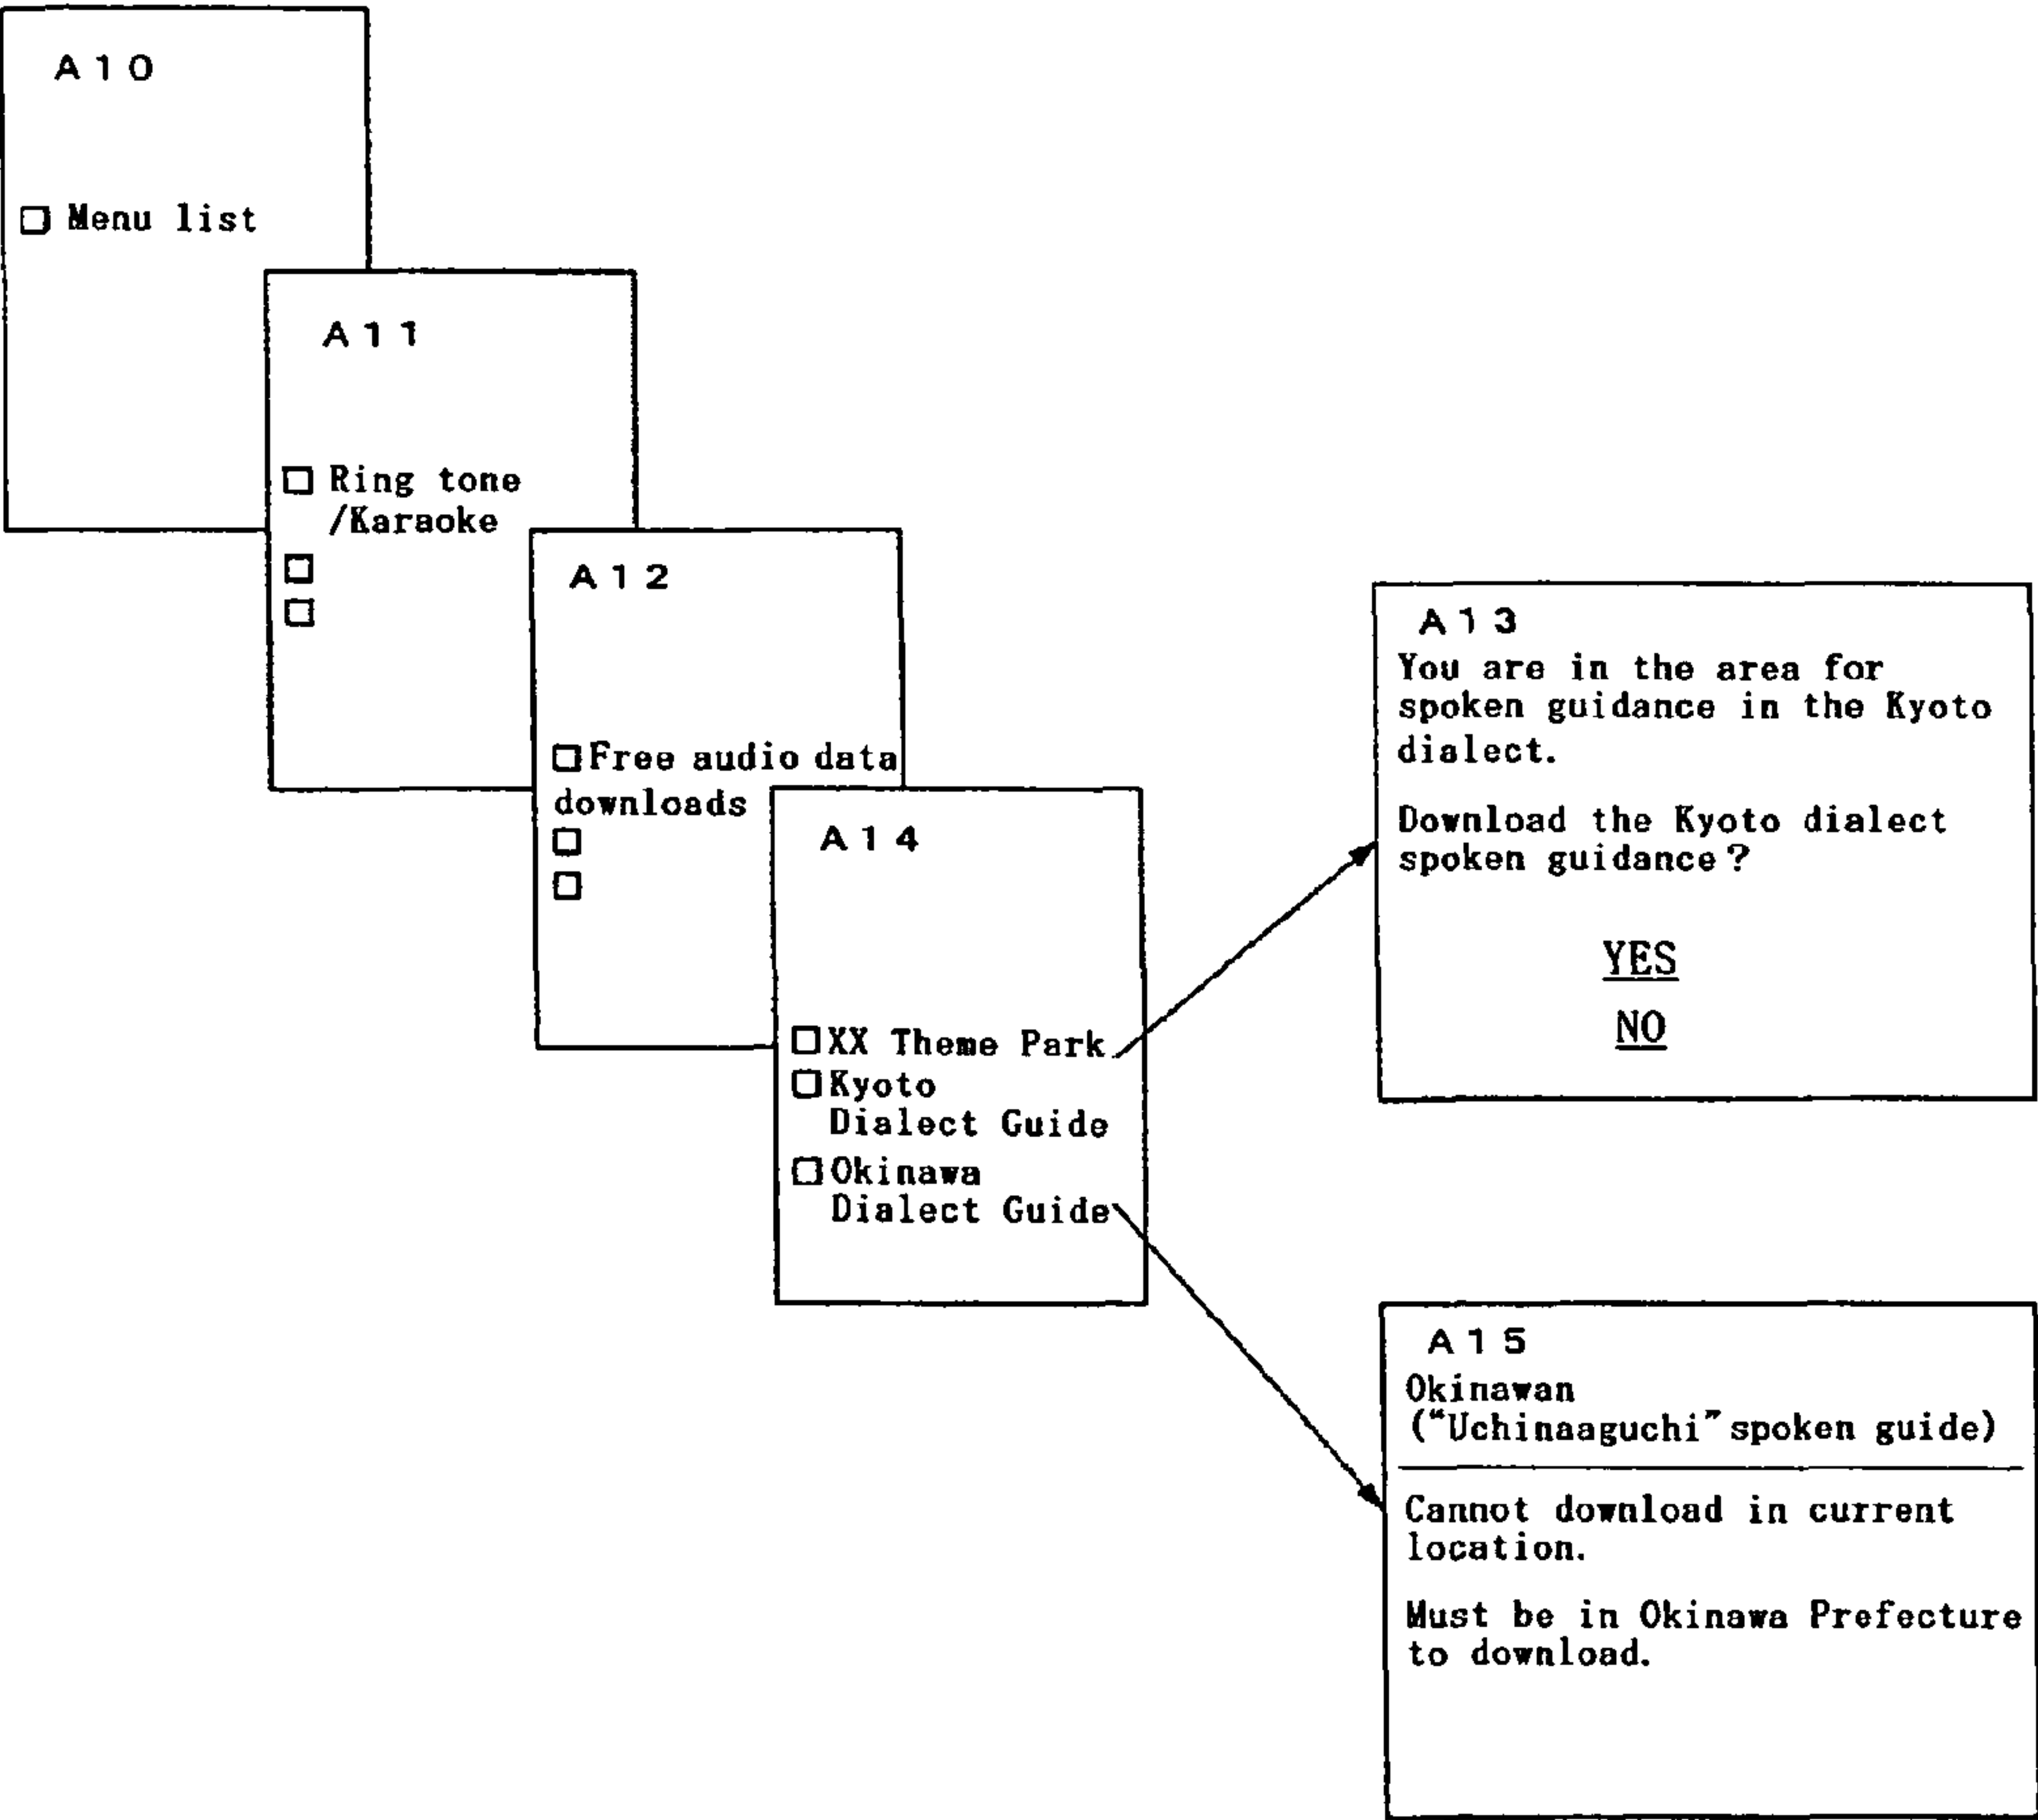 A10
Menu list
A11
Ring tone
/Karaoke
A12
Free audio data
downloads
A14
XX Theme Park
Kyoto
Dialect Guide
Okinawa
Dialect Guide
A13
You are in the area for
spoken guidance in the Kyoto
dialect.
Download the Kyoto dialect
spoken guidance?
YES
NO
A15
Okinawan
("Uchinaaguchi" spoken guide)
Cannot download in current
location.
Must be in Okinawa Prefecture
to download.